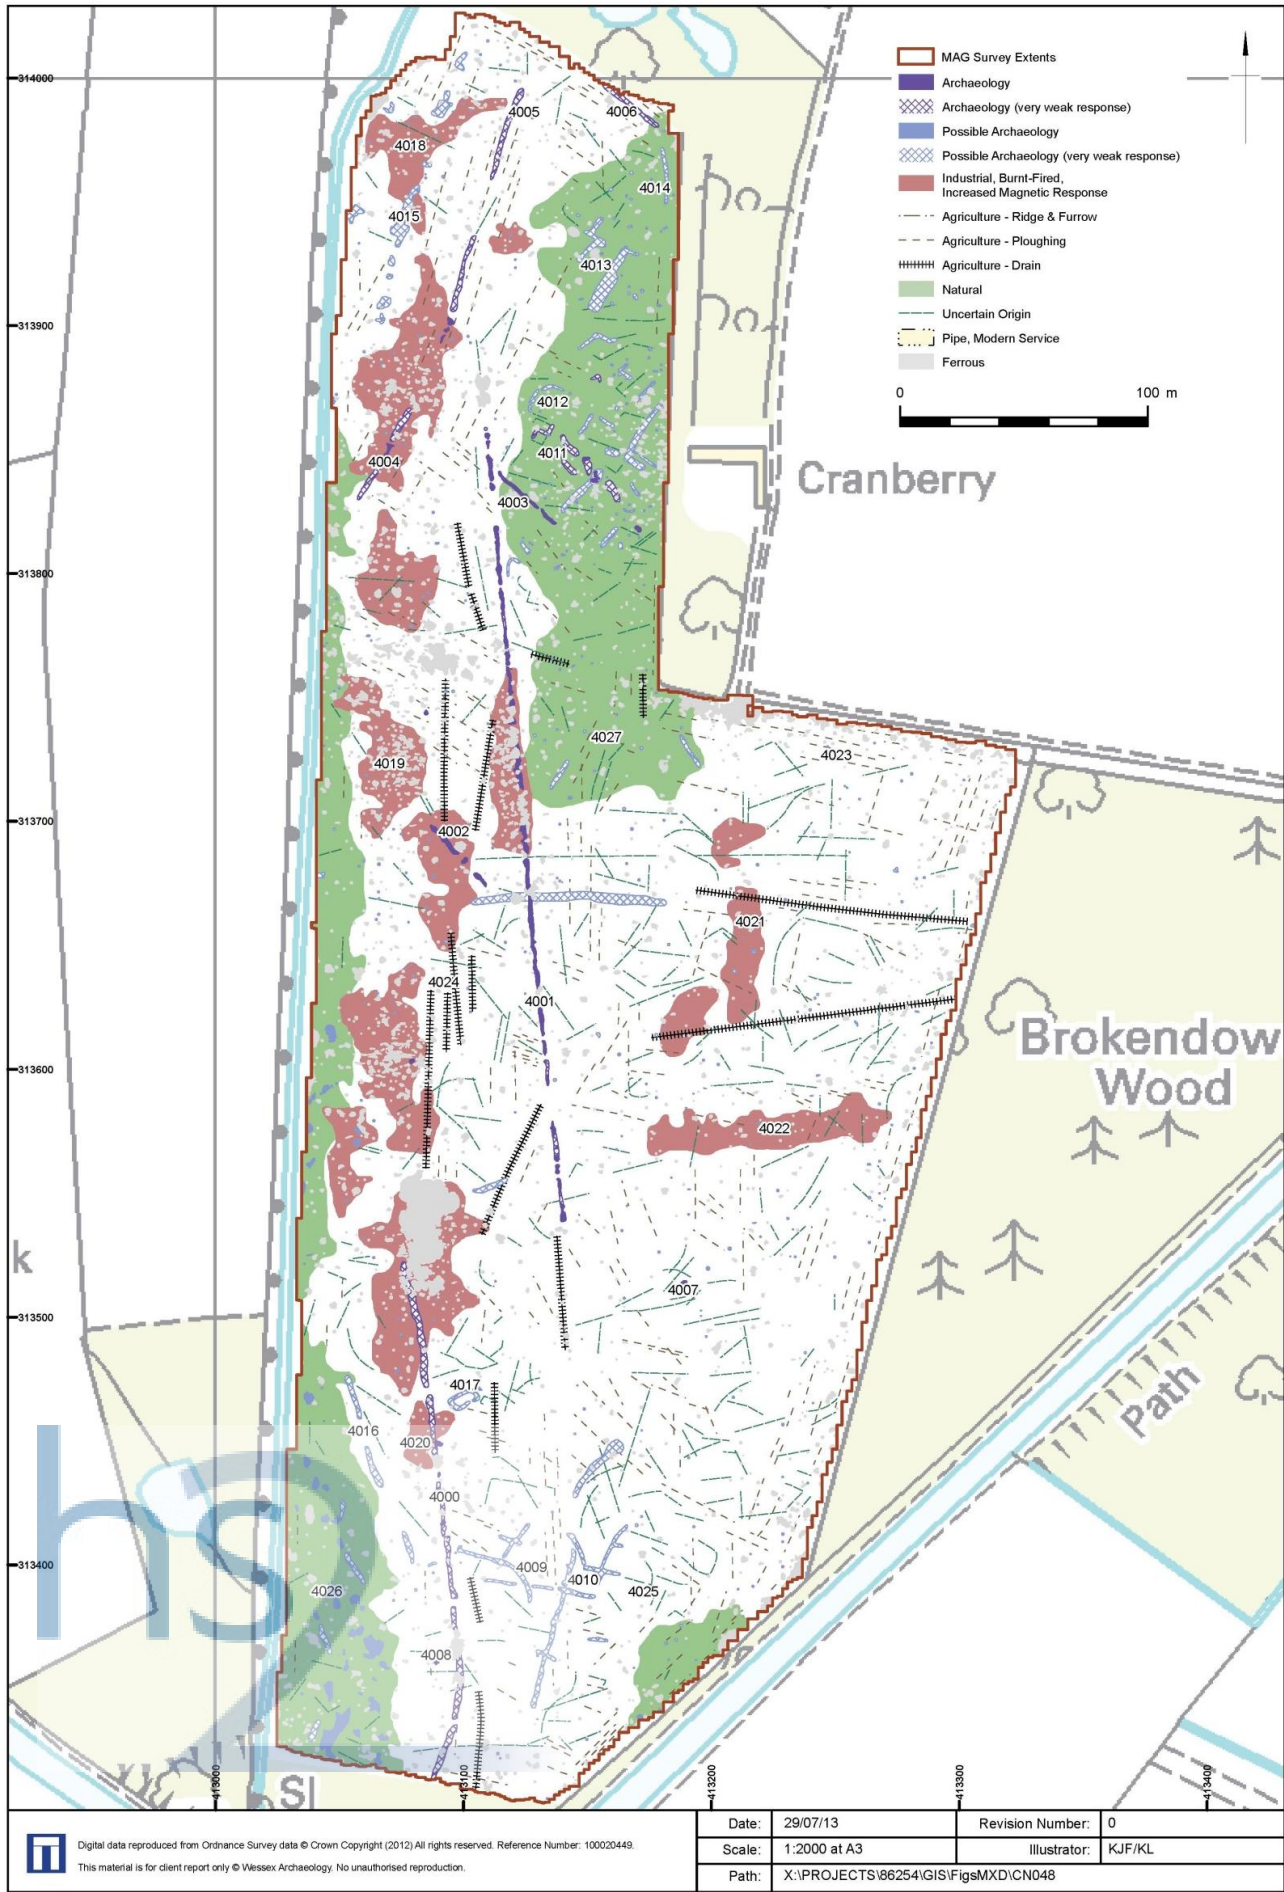 MAG Survey Extents
Archaeology
Archaeology (very weak response)
Possible Archaeology
Possible Archaeology (very weak response)
Industrial, Burnt-Fired,
Increased Magnetic Response
Agriculture - Ridge & Furrow
Agriculture - Ploughing
Agriculture - Drain
Natural
Uncertain Origin
Pipe, Modern Service
Ferrous
0 100 m
314000
4005
4006
4018
4014
4015
4013
313900
4012
4011
4004
Cranberry
4003
313800
4027
4023
4019
4002
313700
4021
4024
4001
Brokendow
Wood
313600
4022
k
4007
313500
4017
Path
4016
4020
4000
hs2
313400
4009
4010
4025
4026
4008
Sl
413000
413100
413200
413300
413400
Digital data reproduced from Ordnance Survey data © Crown Copyright (2012) All rights reserved. Reference Number: 100020449.
This material is for client report only © Wessex Archaeology. No unauthorised reproduction.
Date: 29/07/13 Revision Number: 0
Scale: 1:2000 at A3 Illustrator: KJF/KL
Path: X:\PROJECTS\86254\GIS\FigsMXD\CN048